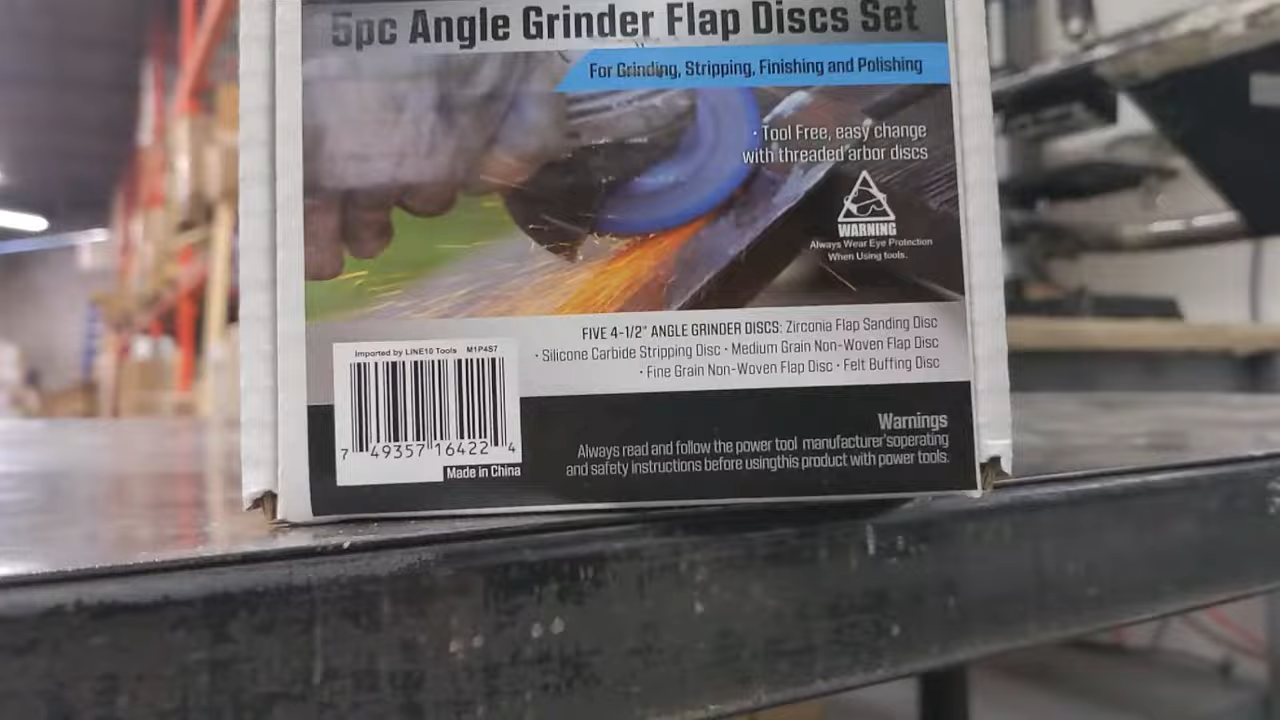 5pc Angle Grinder Flap Discs Set
For Grinding, Stripping, Finishing and Polishing
· Tool Free, easy change
with threaded arbor discs
WARNING
Always Wear Eye Protection
When Using tools.
FIVE 4-1/2" ANGLE GRINDER DISCS: Zirconia Flap Sanding Disc
· Silicone Carbide Stripping Disc · Medium Grain Non-Woven Flap Disc
· Fine Grain Non-Woven Flap Disc · Felt Buffing Disc
Imported by LINE10 Tools M1P4S7
7 49357 16422 4
Made in China
Warnings
Always read and follow the power tool manufacturer'soperating
and safety instructions before usingthis product with power tools.